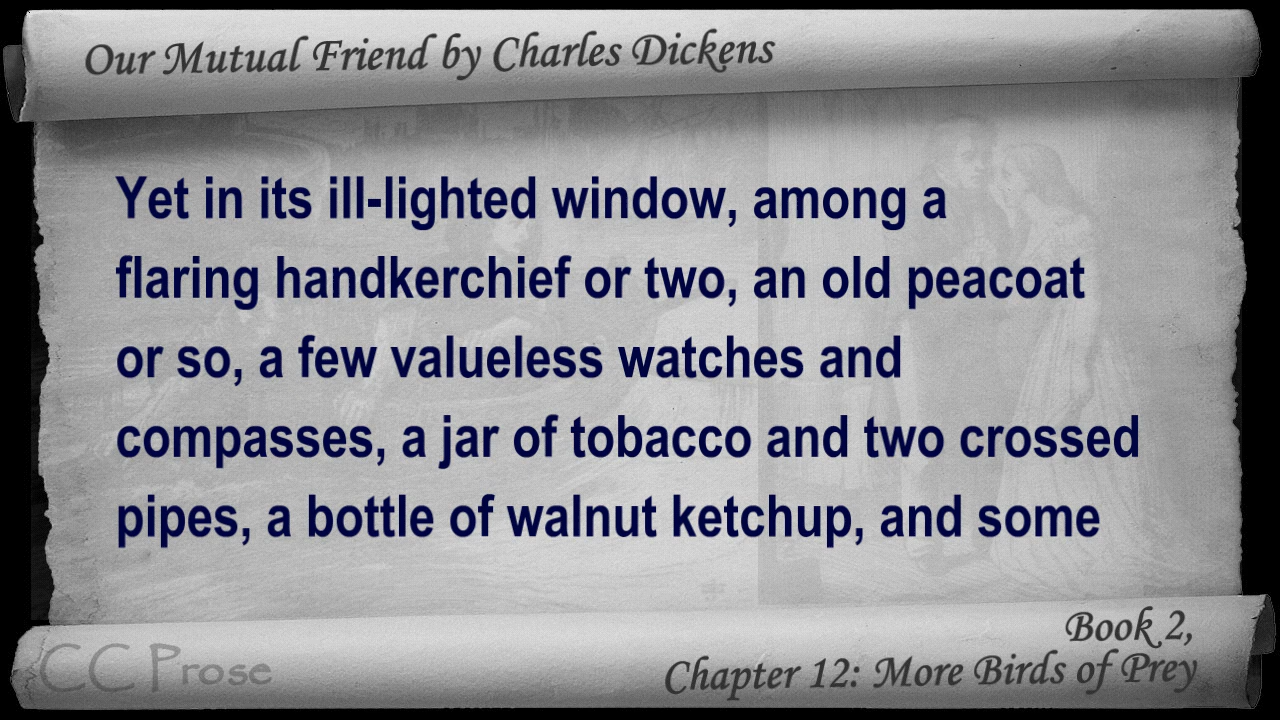 Our Mutual Friend by Charles Dickens
Yet in its ill-lighted window, among a
flaring handkerchief or two, an old peacoat
or so, a few valueless watches and
compasses, a jar of tobacco and two crossed
pipes, a bottle of walnut ketchup, and some
Book 2,
Chapter 12: More Birds of Prey
CC Prose